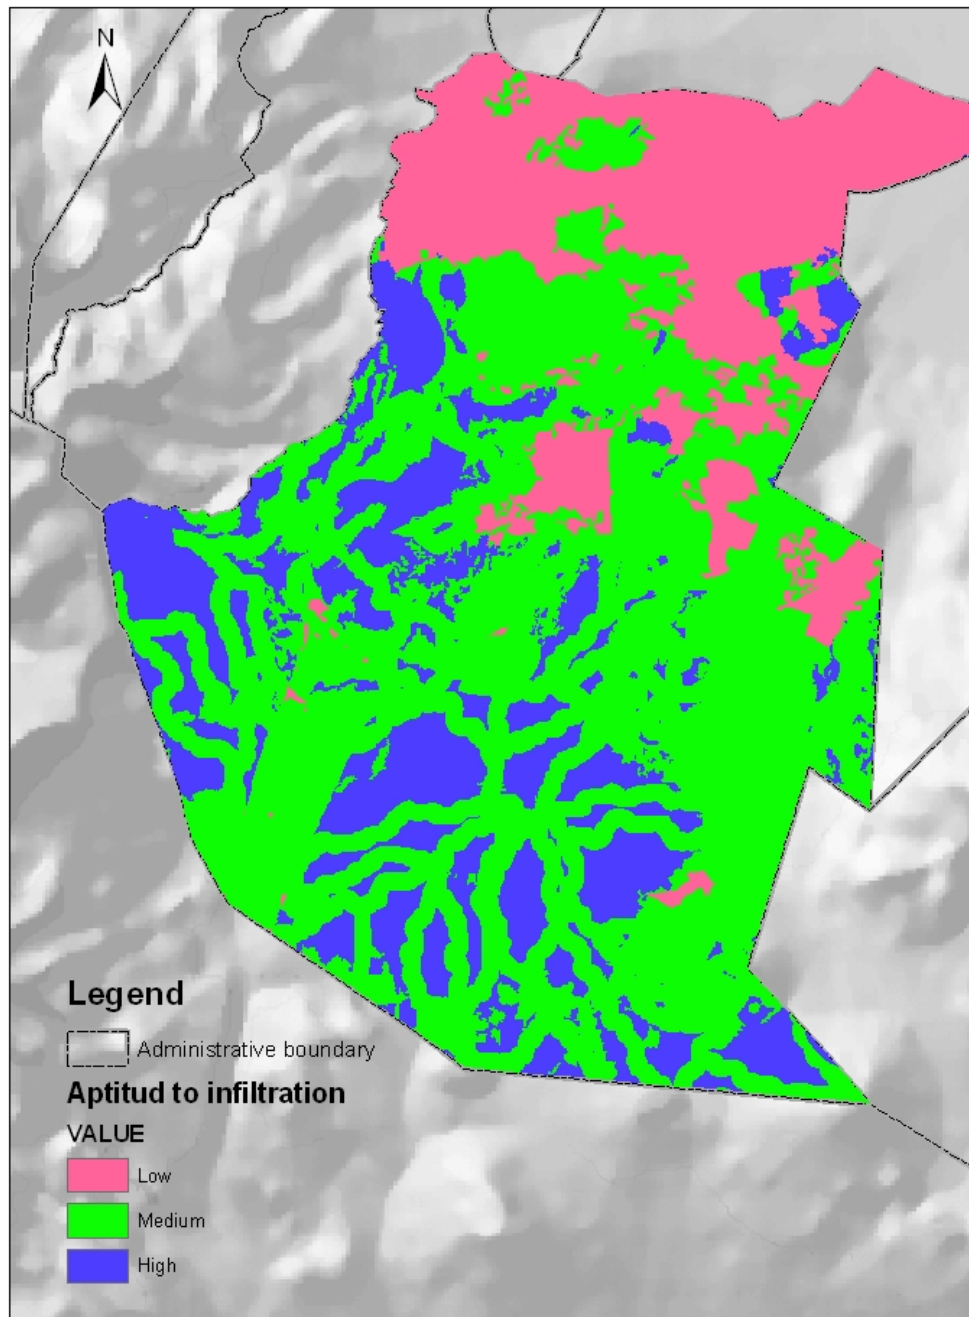 N
Legend
Administrative boundary
Aptitud to infiltration
VALUE
Low
Medium
High